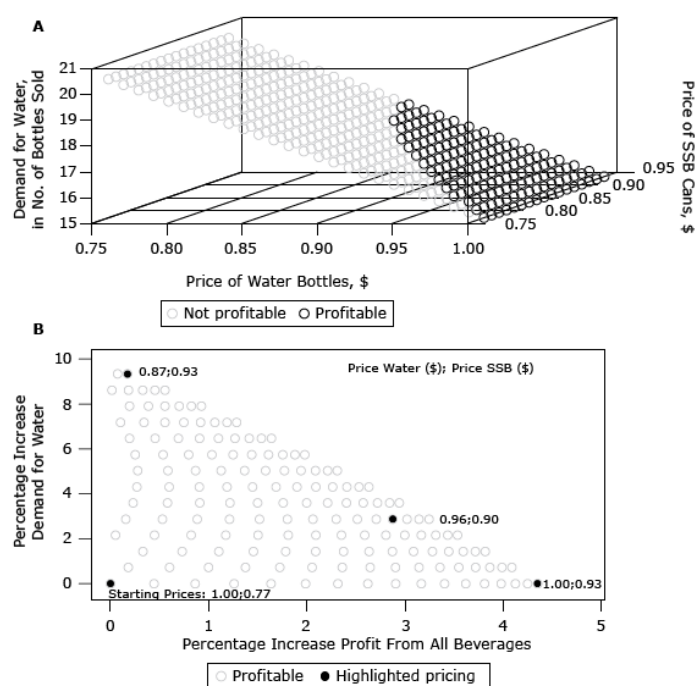 A
21
20
19
18
17
16
15
Demand for Water,
in No. of Bottles Sold
0.75
0.80
0.85
0.90
0.95
1.00
Price of Water Bottles, $
0.75
0.80
0.85
0.90
0.95
Price of SSB Cans, $
Not profitable
Profitable
B
10
8
6
4
2
0
Percentage Increase
Demand for Water
0.87;0.93
Price Water ($); Price SSB ($)
0.96;0.90
1.00;0.93
Starting Prices: 1.00;0.77
0
1
2
3
4
5
Percentage Increase Profit From All Beverages
Profitable
Highlighted pricing